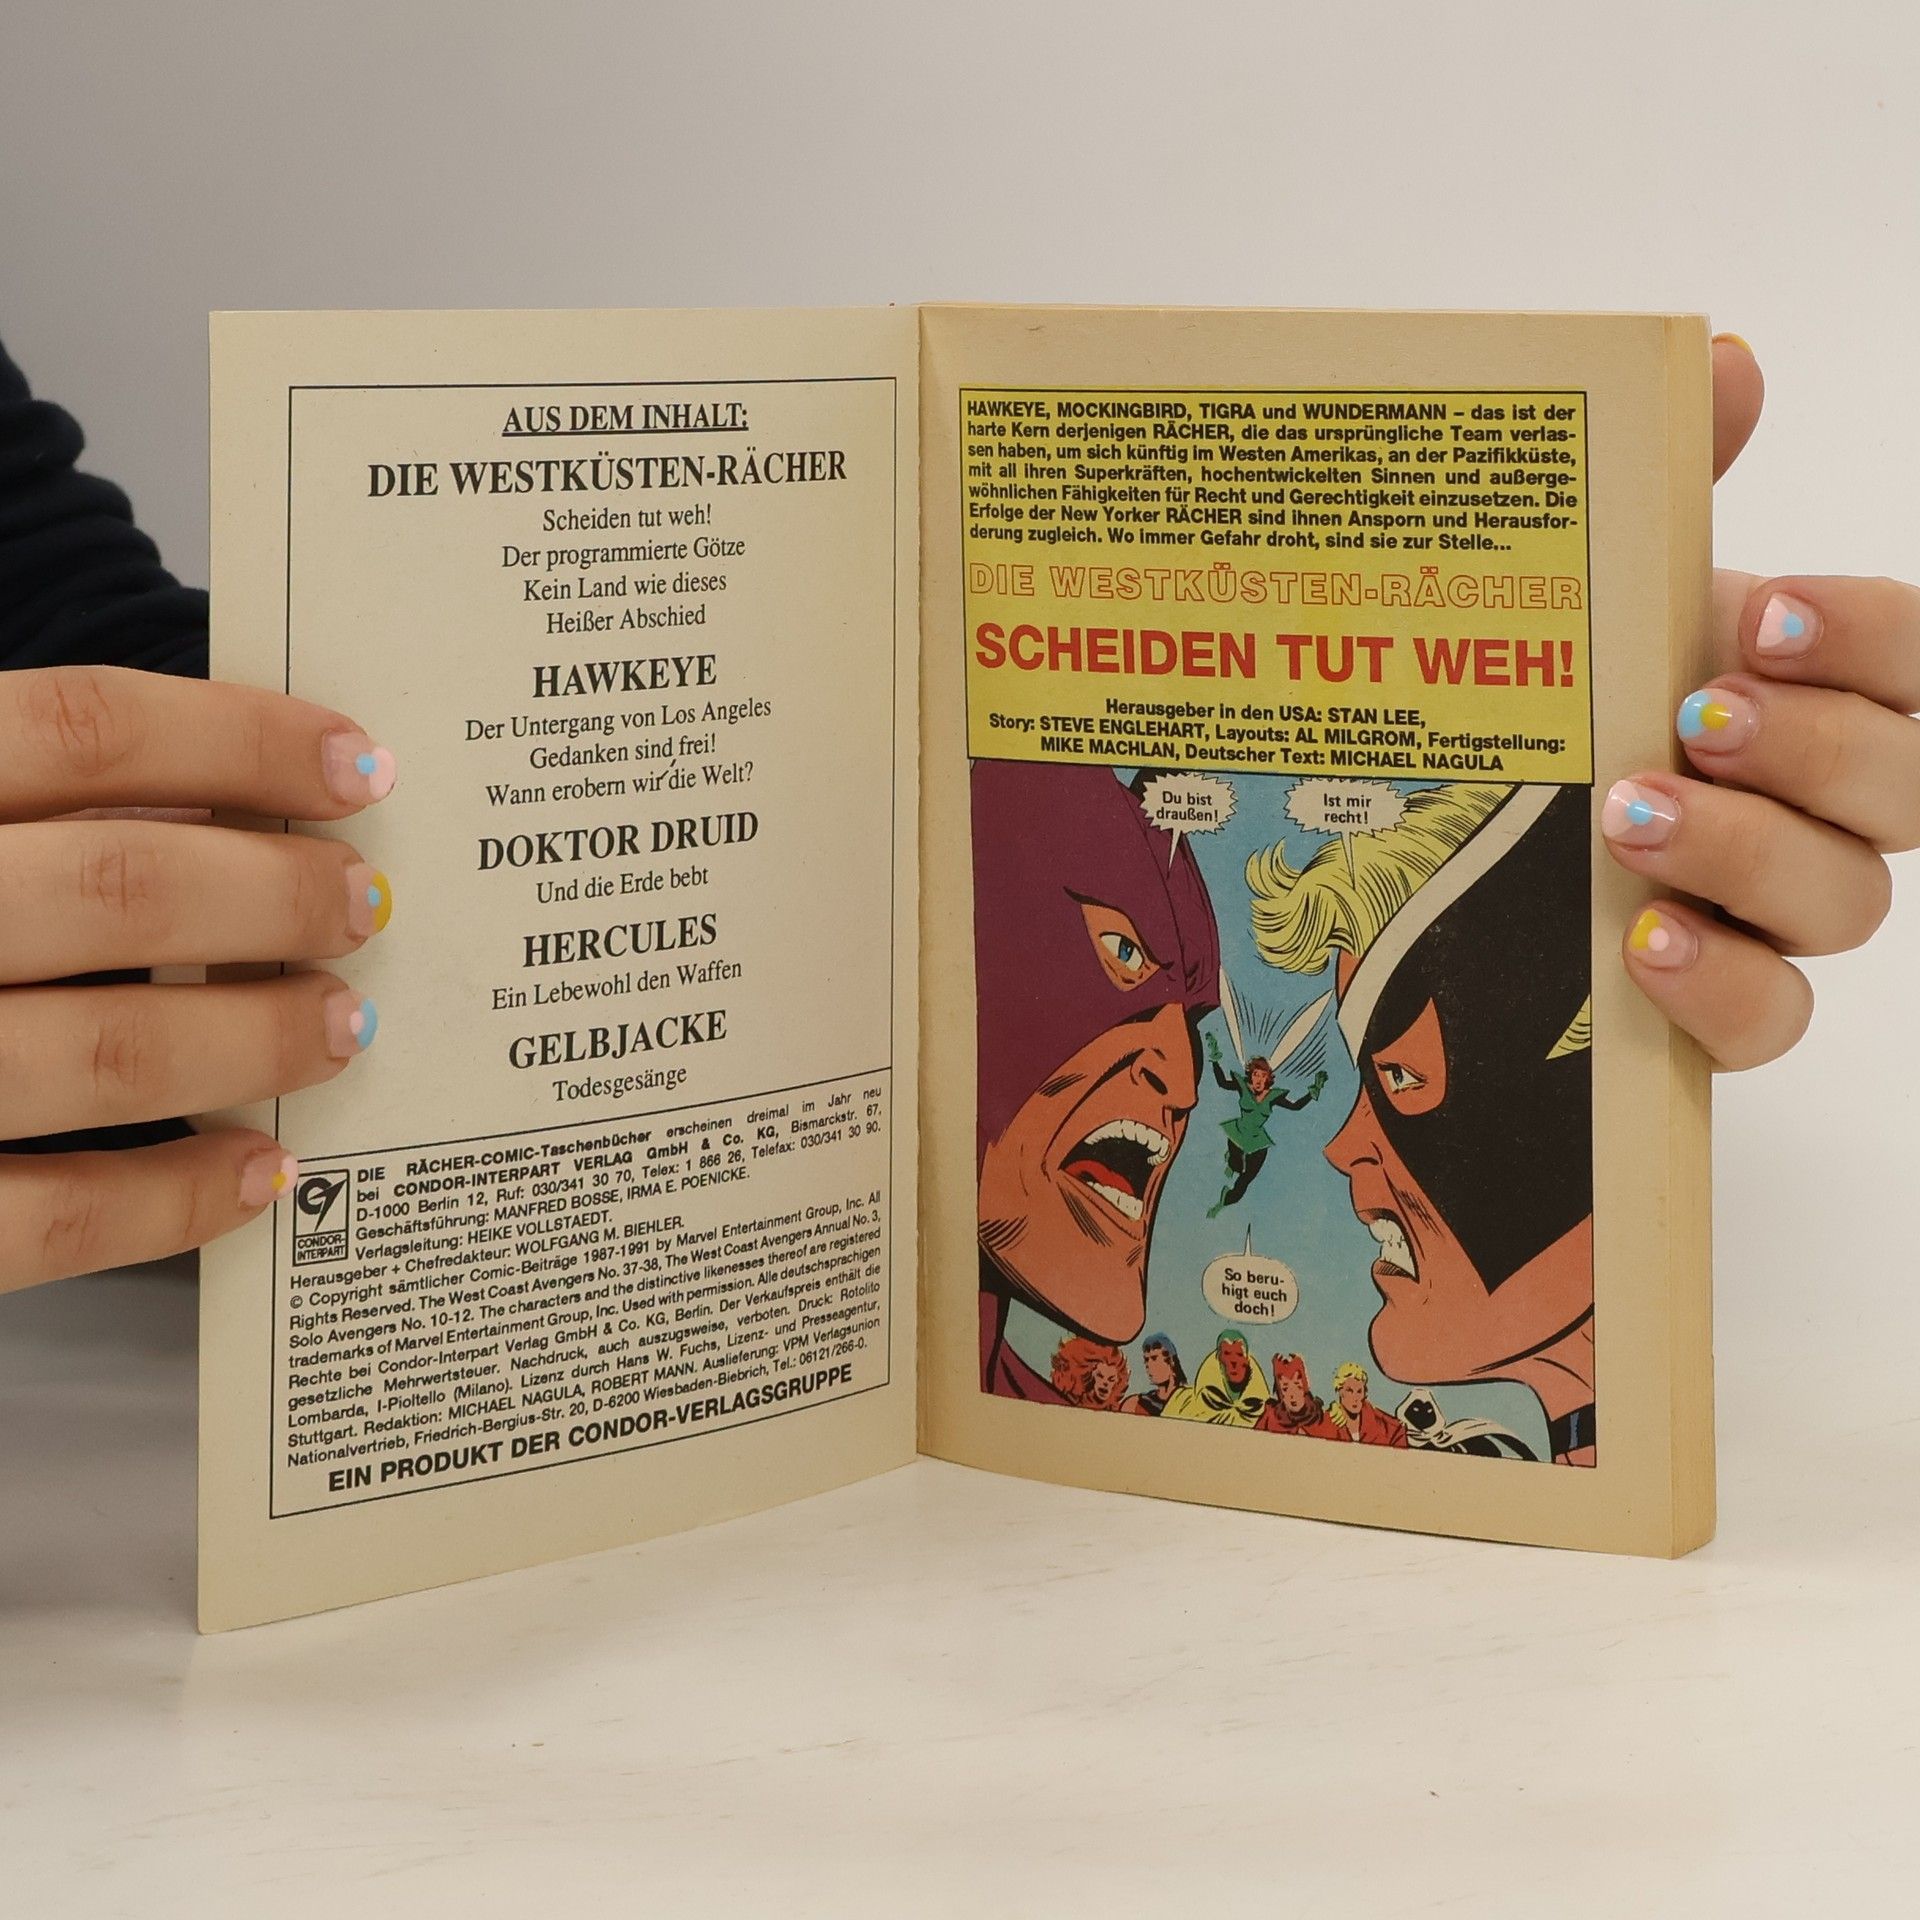 AUS DEM INHALT:
DIE WESTKÜSTEN-RÄCHER
Scheiden tut weh!
Der programmierte Götze
Kein Land wie dieses
Heißer Abschied
HAWKEYE
Der Untergang von Los Angeles
Gedanken sind frei!
Wann erobern wir die Welt?
DOKTOR DRUID
Und die Erde bebt
HERCULES
Ein Lebewohl den Waffen
GELBJACKE
Todesgesänge
CONDOR-
INTERPART
DIE RÄCHER-COMIC-Taschenbücher erscheinen dreimal im Jahr neu
bei CONDOR-INTERPART VERLAG GmbH & Co. KG, Bismarckstr. 67,
D-1000 Berlin 12, Ruf: 030/341 30 70, Telex: 1 866 26, Telefax: 030/341 30 90.
Geschäftsführung: MANFRED BOSSE, IRMA E. POENICKE.
Verlagsleitung: HEIKE VOLLSTAEDT.
Herausgeber + Chefredakteur: WOLFGANG M. BIEHLER.
© Copyright sämtlicher Comic-Beiträge 1987-1991 by Marvel Entertainment Group, Inc. All
Rights Reserved. The West Coast Avengers No. 37-38, The West Coast Avengers Annual No. 3,
Solo Avengers No. 10-12. The characters and the distinctive likenesses thereof are registered
trademarks of Marvel Entertainment Group, Inc. Used with permission. Alle deutschsprachigen
Rechte bei Condor-Interpart Verlag GmbH & Co. KG, Berlin. Der Verkaufspreis enthält die
gesetzliche Mehrwertsteuer. Nachdruck, auch auszugsweise, verboten. Druck: Rotolito
Lombarda, I-Pioltello (Milano). Lizenz durch Hans W. Fuchs, Lizenz- und Presseagentur,
Stuttgart. Redaktion: MICHAEL NAGULA, ROBERT MANN. Auslieferung: VPM Verlagsunion
Nationalvertrieb, Friedrich-Bergius-Str. 20, D-6200 Wiesbaden-Biebrich, Tel.: 06121/266-0.
EIN PRODUKT DER CONDOR-VERLAGSGRUPPE
HAWKEYE, MOCKINGBIRD, TIGRA und WUNDERMANN – das ist der
harte Kern derjenigen RÄCHER, die das ursprüngliche Team verlas-
sen haben, um sich künftig im Westen Amerikas, an der Pazifikküste,
mit all ihren Superkräften, hochentwickelten Sinnen und außerge-
wöhnlichen Fähigkeiten für Recht und Gerechtigkeit einzusetzen. Die
Erfolge der New Yorker RÄCHER sind ihnen Ansporn und Herausfor-
derung zugleich. Wo immer Gefahr droht, sind sie zur Stelle...
DIE WESTKÜSTEN-RÄCHER
SCHEIDEN TUT WEH!
Herausgeber in den USA: STAN LEE,
Story: STEVE ENGLEHART, Layouts: AL MILGROM, Fertigstellung:
MIKE MACHLAN, Deutscher Text: MICHAEL NAGULA
Du bist
draußen!
Ist mir
recht!
So beru-
higt euch
doch!